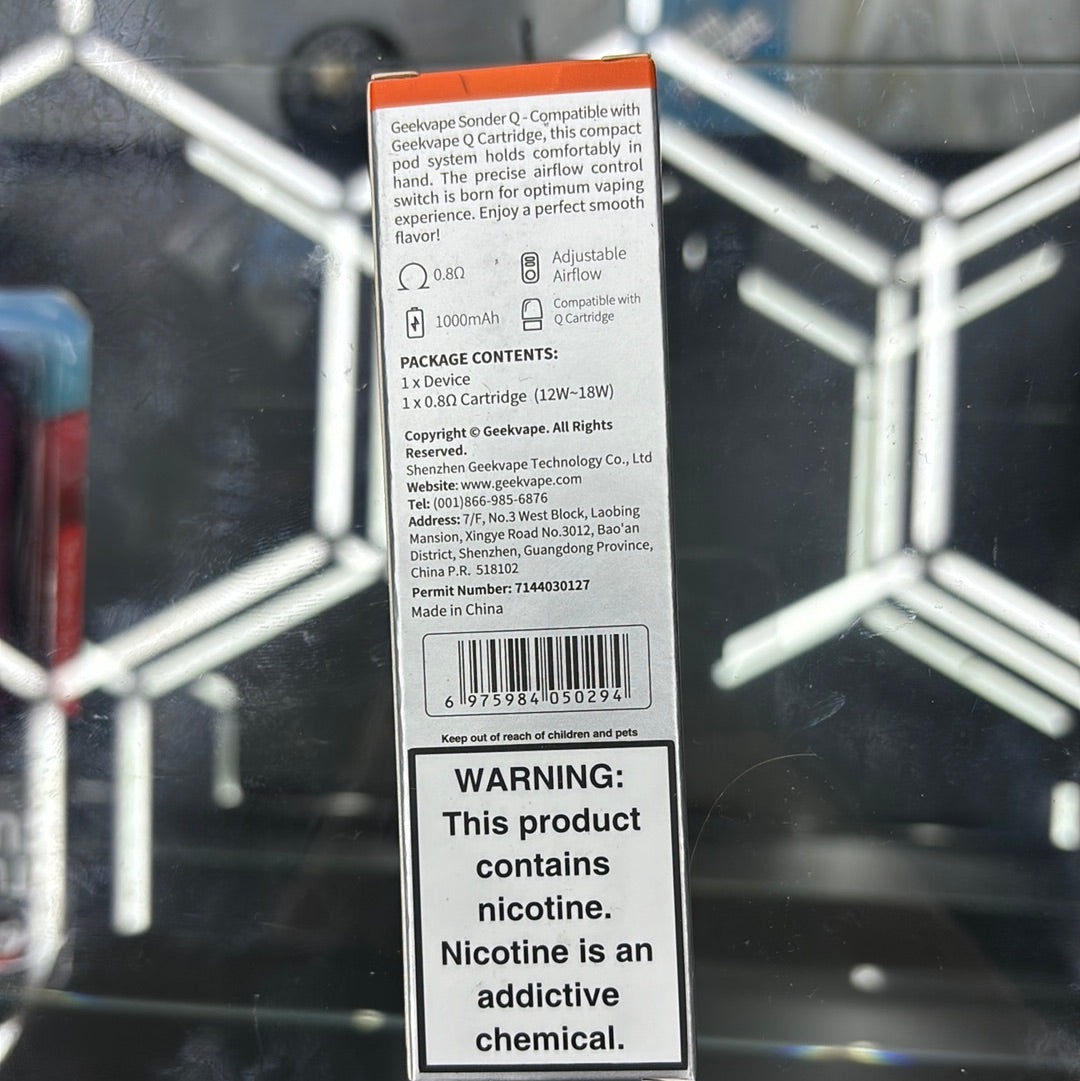 Geekvape Sonder Q - Compatible with
Geekvape Q Cartridge, this compact
pod system holds comfortably in
hand. The precise airflow control
switch is born for optimum vaping
experience. Enjoy a perfect smooth
flavor!
0.8Ω
Adjustable
Airflow
1000mAh
Compatible with
Q Cartridge
PACKAGE CONTENTS:
1 x Device
1 x 0.8Ω Cartridge (12W~18W)
Copyright © Geekvape. All Rights
Reserved.
Shenzhen Geekvape Technology Co., Ltd
Website: www.geekvape.com
Tel: (001)866-985-6876
Address: 7/F, No.3 West Block, Laobing
Mansion, Xingye Road No.3012, Bao'an
District, Shenzhen, Guangdong Province,
China P.R. 518102
Permit Number: 7144030127
Made in China
6 975984 050294
Keep out of reach of children and pets
WARNING:
This product
contains
nicotine.
Nicotine is an
addictive
chemical.